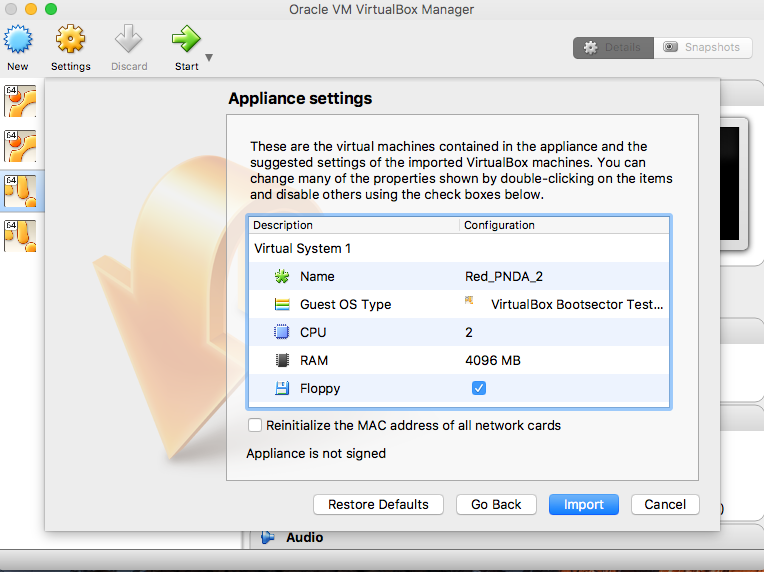 Oracle VM VirtualBox Manager
New
Settings
Discard
Start
Details
Snapshots
64
64
64
64
Appliance settings
These are the virtual machines contained in the appliance and the
suggested settings of the imported VirtualBox machines. You can
change many of the properties shown by double-clicking on the items
and disable others using the check boxes below.
Description Configuration
Virtual System 1
Name Red_PNDA_2
Guest OS Type VirtualBox Bootsector Test...
CPU 2
RAM 4096 MB
Floppy
Reinitialize the MAC address of all network cards
Appliance is not signed
Restore Defaults Go Back Import Cancel
)
Audio